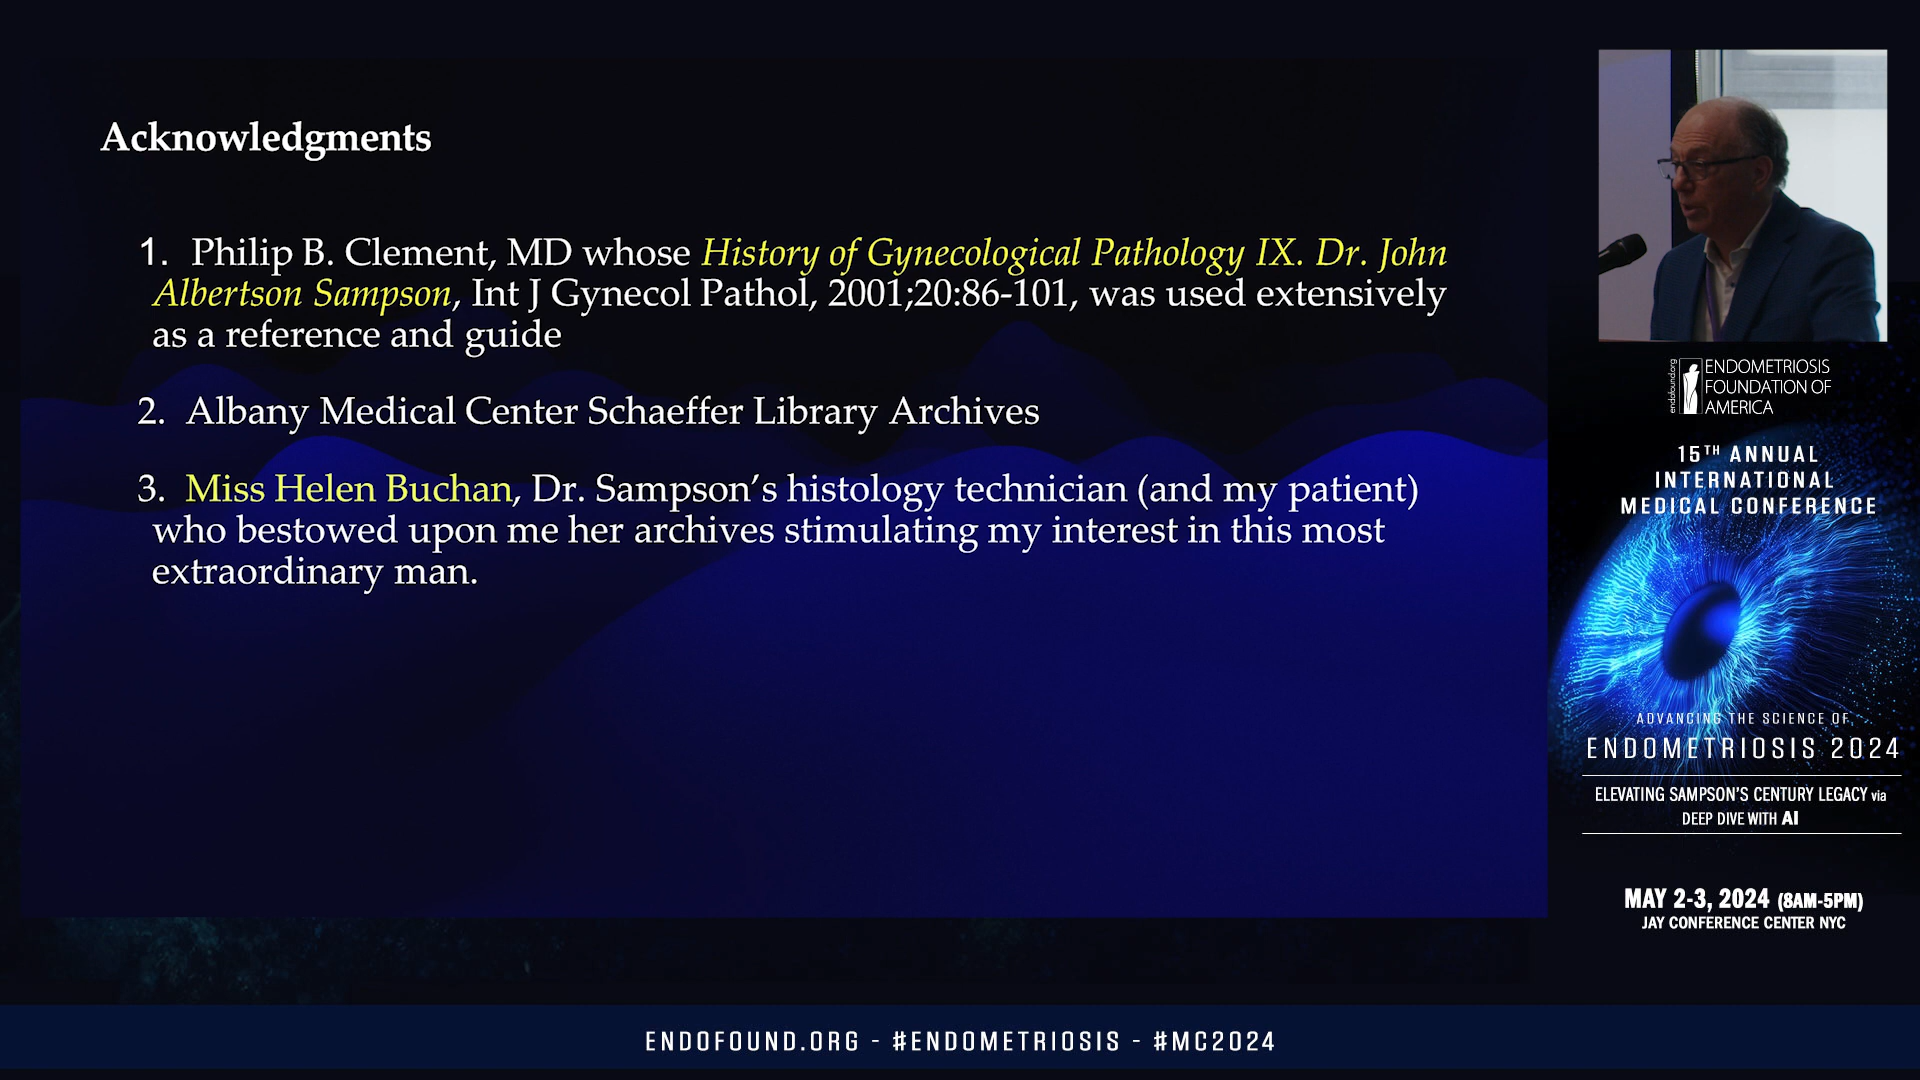 Acknowledgments
1. Philip B. Clement, MD whose History of Gynecological Pathology IX. Dr. John
Albertson Sampson, Int J Gynecol Pathol, 2001;20:86-101, was used extensively
as a reference and guide
2. Albany Medical Center Schaeffer Library Archives
3. Miss Helen Buchan, Dr. Sampson’s histology technician (and my patient)
who bestowed upon me her archives stimulating my interest in this most
extraordinary man.
endofound.org
ENDOMETRIOSIS
FOUNDATION OF
AMERICA
15TH ANNUAL
INTERNATIONAL
MEDICAL CONFERENCE
ADVANCING THE SCIENCE OF
ENDOMETRIOSIS 2024
ELEVATING SAMPSON'S CENTURY LEGACY via
DEEP DIVE WITH AI
MAY 2-3, 2024 (8AM-5PM)
JAY CONFERENCE CENTER NYC
ENDOFOUND.ORG - #ENDOMETRIOSIS - #MC2024